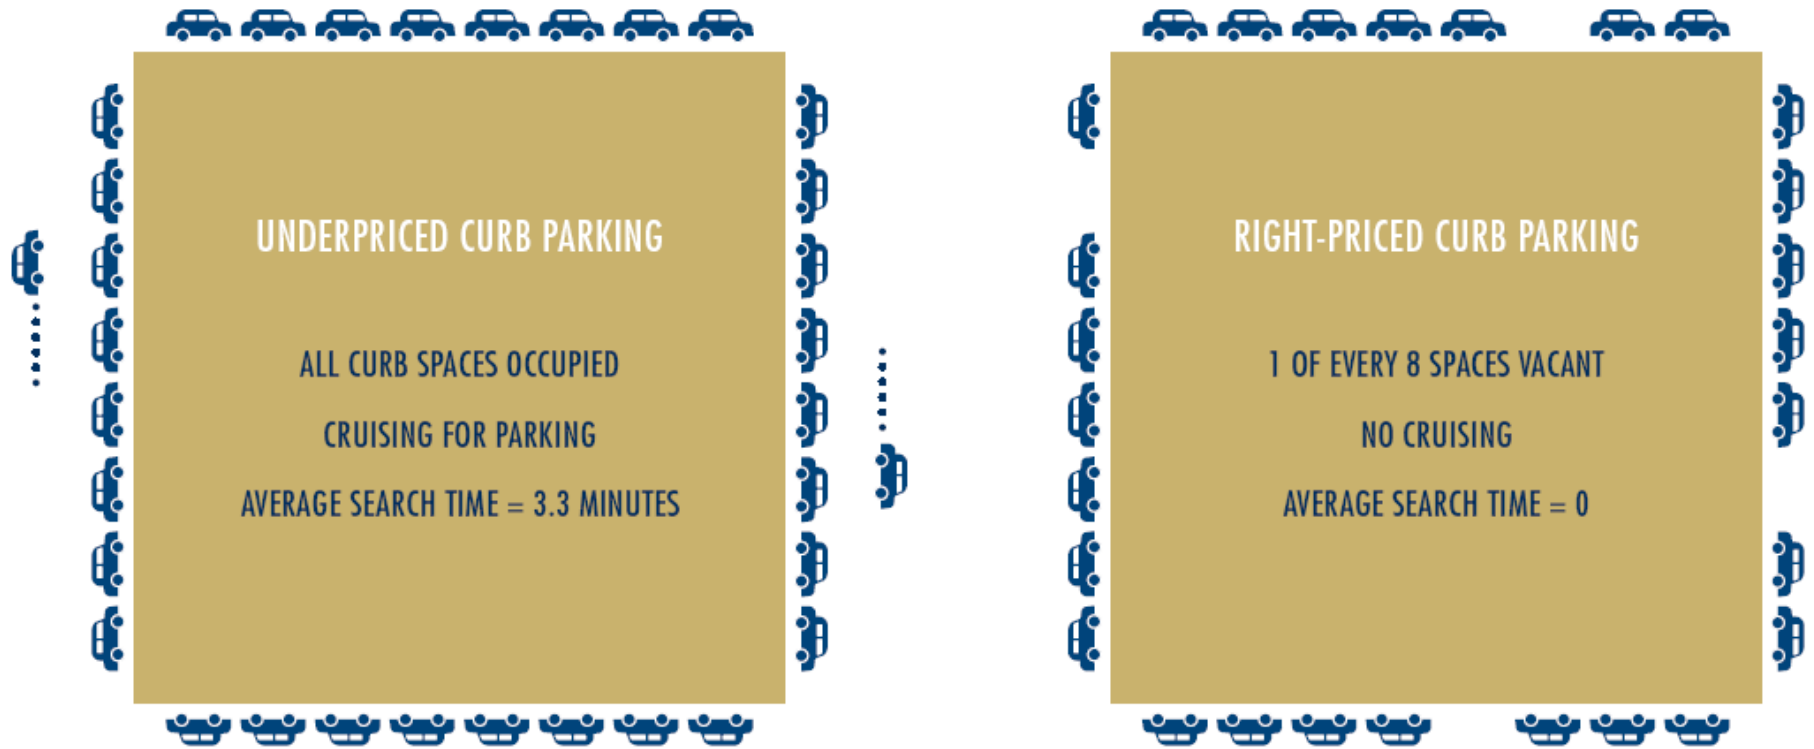 UNDERPRICED CURB PARKING
ALL CURB SPACES OCCUPIED
CRUISING FOR PARKING
AVERAGE SEARCH TIME = 3.3 MINUTES
RIGHT-PRICED CURB PARKING
1 OF EVERY 8 SPACES VACANT
NO CRUISING
AVERAGE SEARCH TIME = 0